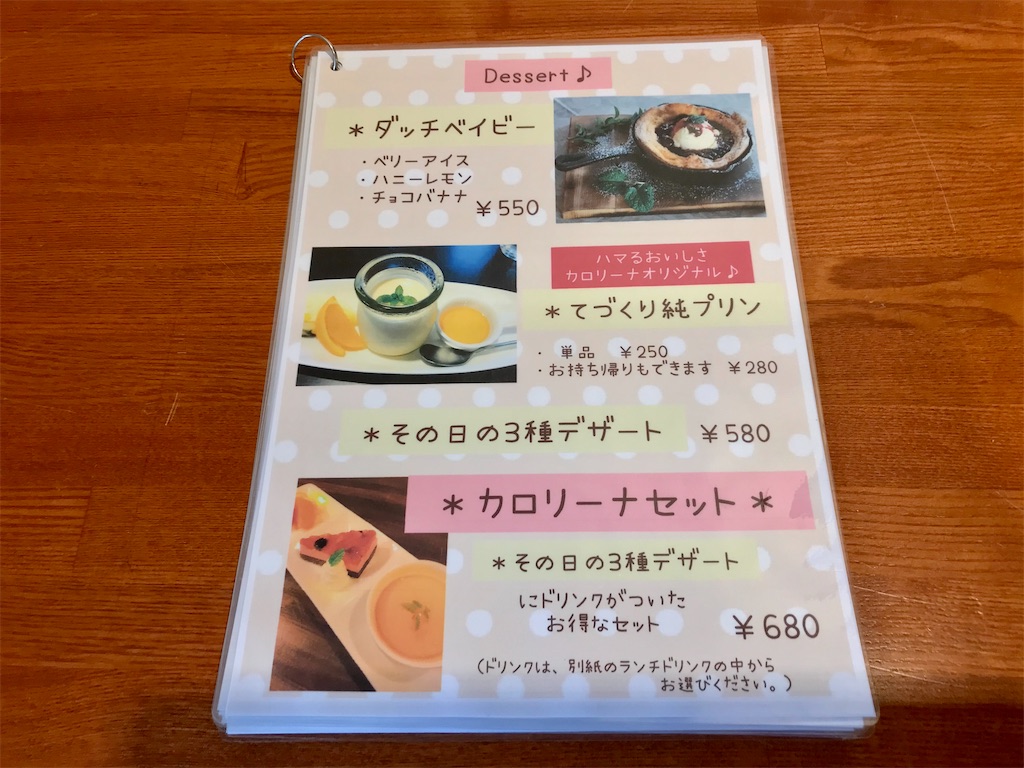 Dessert♪
＊ダッチベイビー
・ベリーアイス
・ハニーレモン
・チョコバナナ
￥550
ハマるおいしさ
カロリーナオリジナル♪
＊てづくり純プリン
・単品　￥250
・お持ち帰りもできます　￥280
＊その日の3種デザート　￥580
＊カロリーナセット＊
＊その日の3種デザート
にドリンクがついた
お得なセット
￥680
（ドリンクは、別紙のランチドリンクの中から
お選びください。）